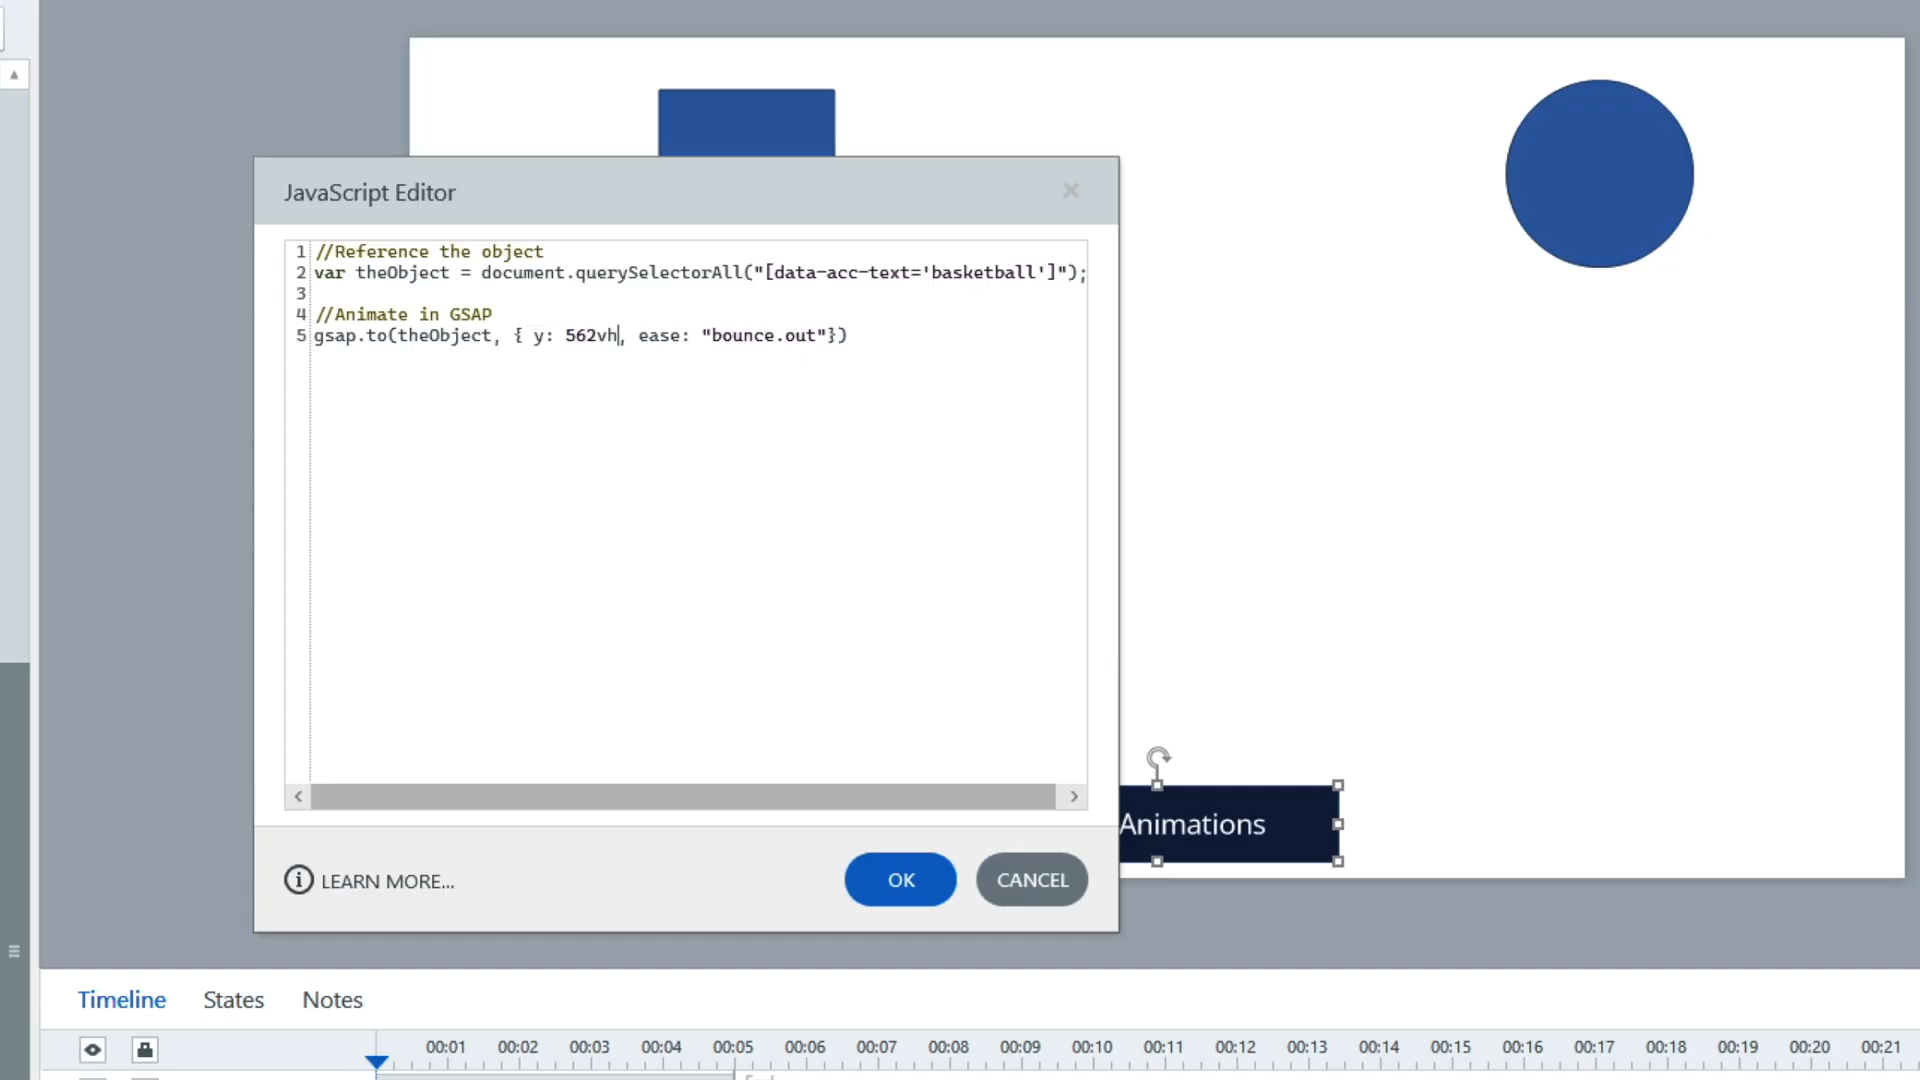 JavaScript Editor
1 //Reference the object
2 var theObject = document.querySelectorAll("[data-acc-text='basketball']");
3
4 //Animate in GSAP
5 gsap.to(theObject, { y: 562vh, ease: "bounce.out"})
Animations
LEARN MORE...
OK
CANCEL
Timeline
States
Notes
00:01 00:02 00:03 00:04 00:05 00:06 00:07 00:08 00:09 00:10 00:11 00:12 00:13 00:14 00:15 00:16 00:17 00:18 00:19 00:20 00:21